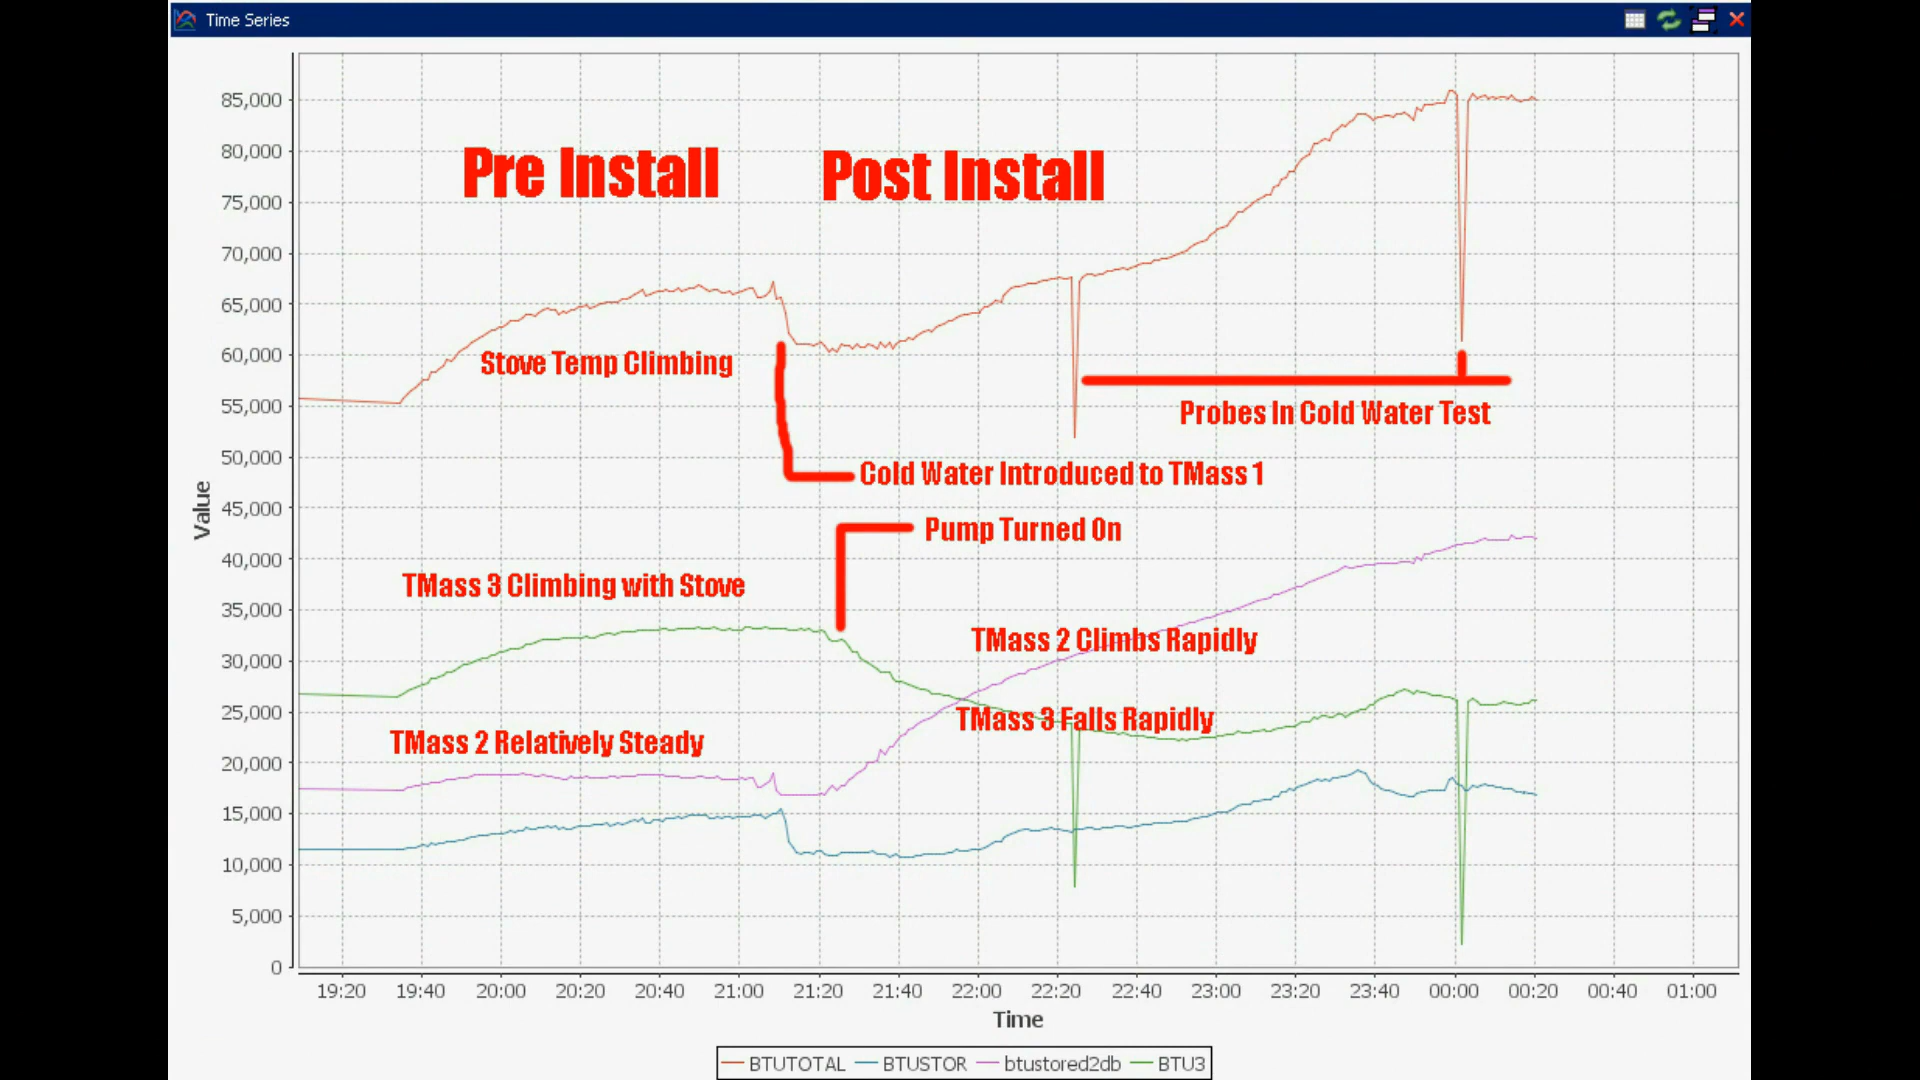 Time Series
85,000
80,000
75,000
70,000
65,000
60,000
55,000
50,000
45,000
40,000
35,000
30,000
25,000
20,000
15,000
10,000
5,000
0
Value
Pre Install
Post Install
Stove Temp Climbing
Probes In Cold Water Test
Cold Water Introduced to TMass 1
Pump Turned On
TMass 3 Climbing with Stove
TMass 2 Climbs Rapidly
TMass 3 Falls Rapidly
TMass 2 Relatively Steady
19:20 19:40 20:00 20:20 20:40 21:00 21:20 21:40 22:00 22:20 22:40 23:00 23:20 23:40 00:00 00:20 00:40 01:00
Time
BTUTOTAL BTUSTOR btustored2db BTU3